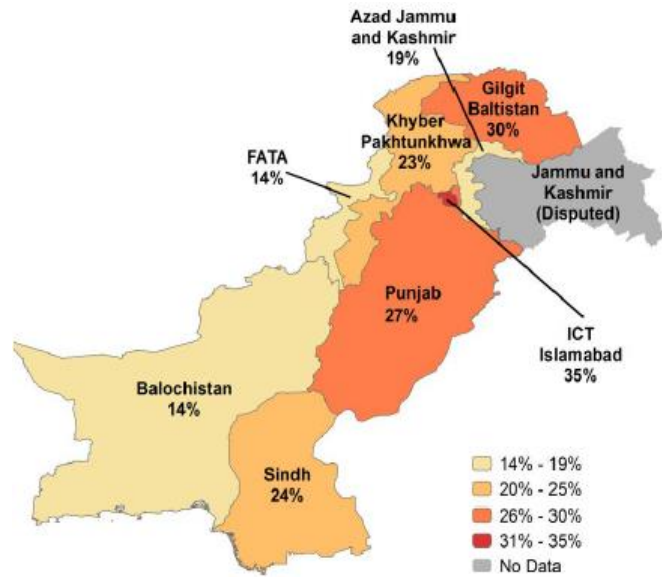 Azad Jammu
and Kashmir
19%
Gilgit
Baltistan
30%
Khyber
Pakhtunkhwa
23%
FATA
14%
Jammu and
Kashmir
(Disputed)
Punjab
27%
ICT
Islamabad
35%
Balochistan
14%
Sindh
24%
14% - 19%
20% - 25%
26% - 30%
31% - 35%
No Data